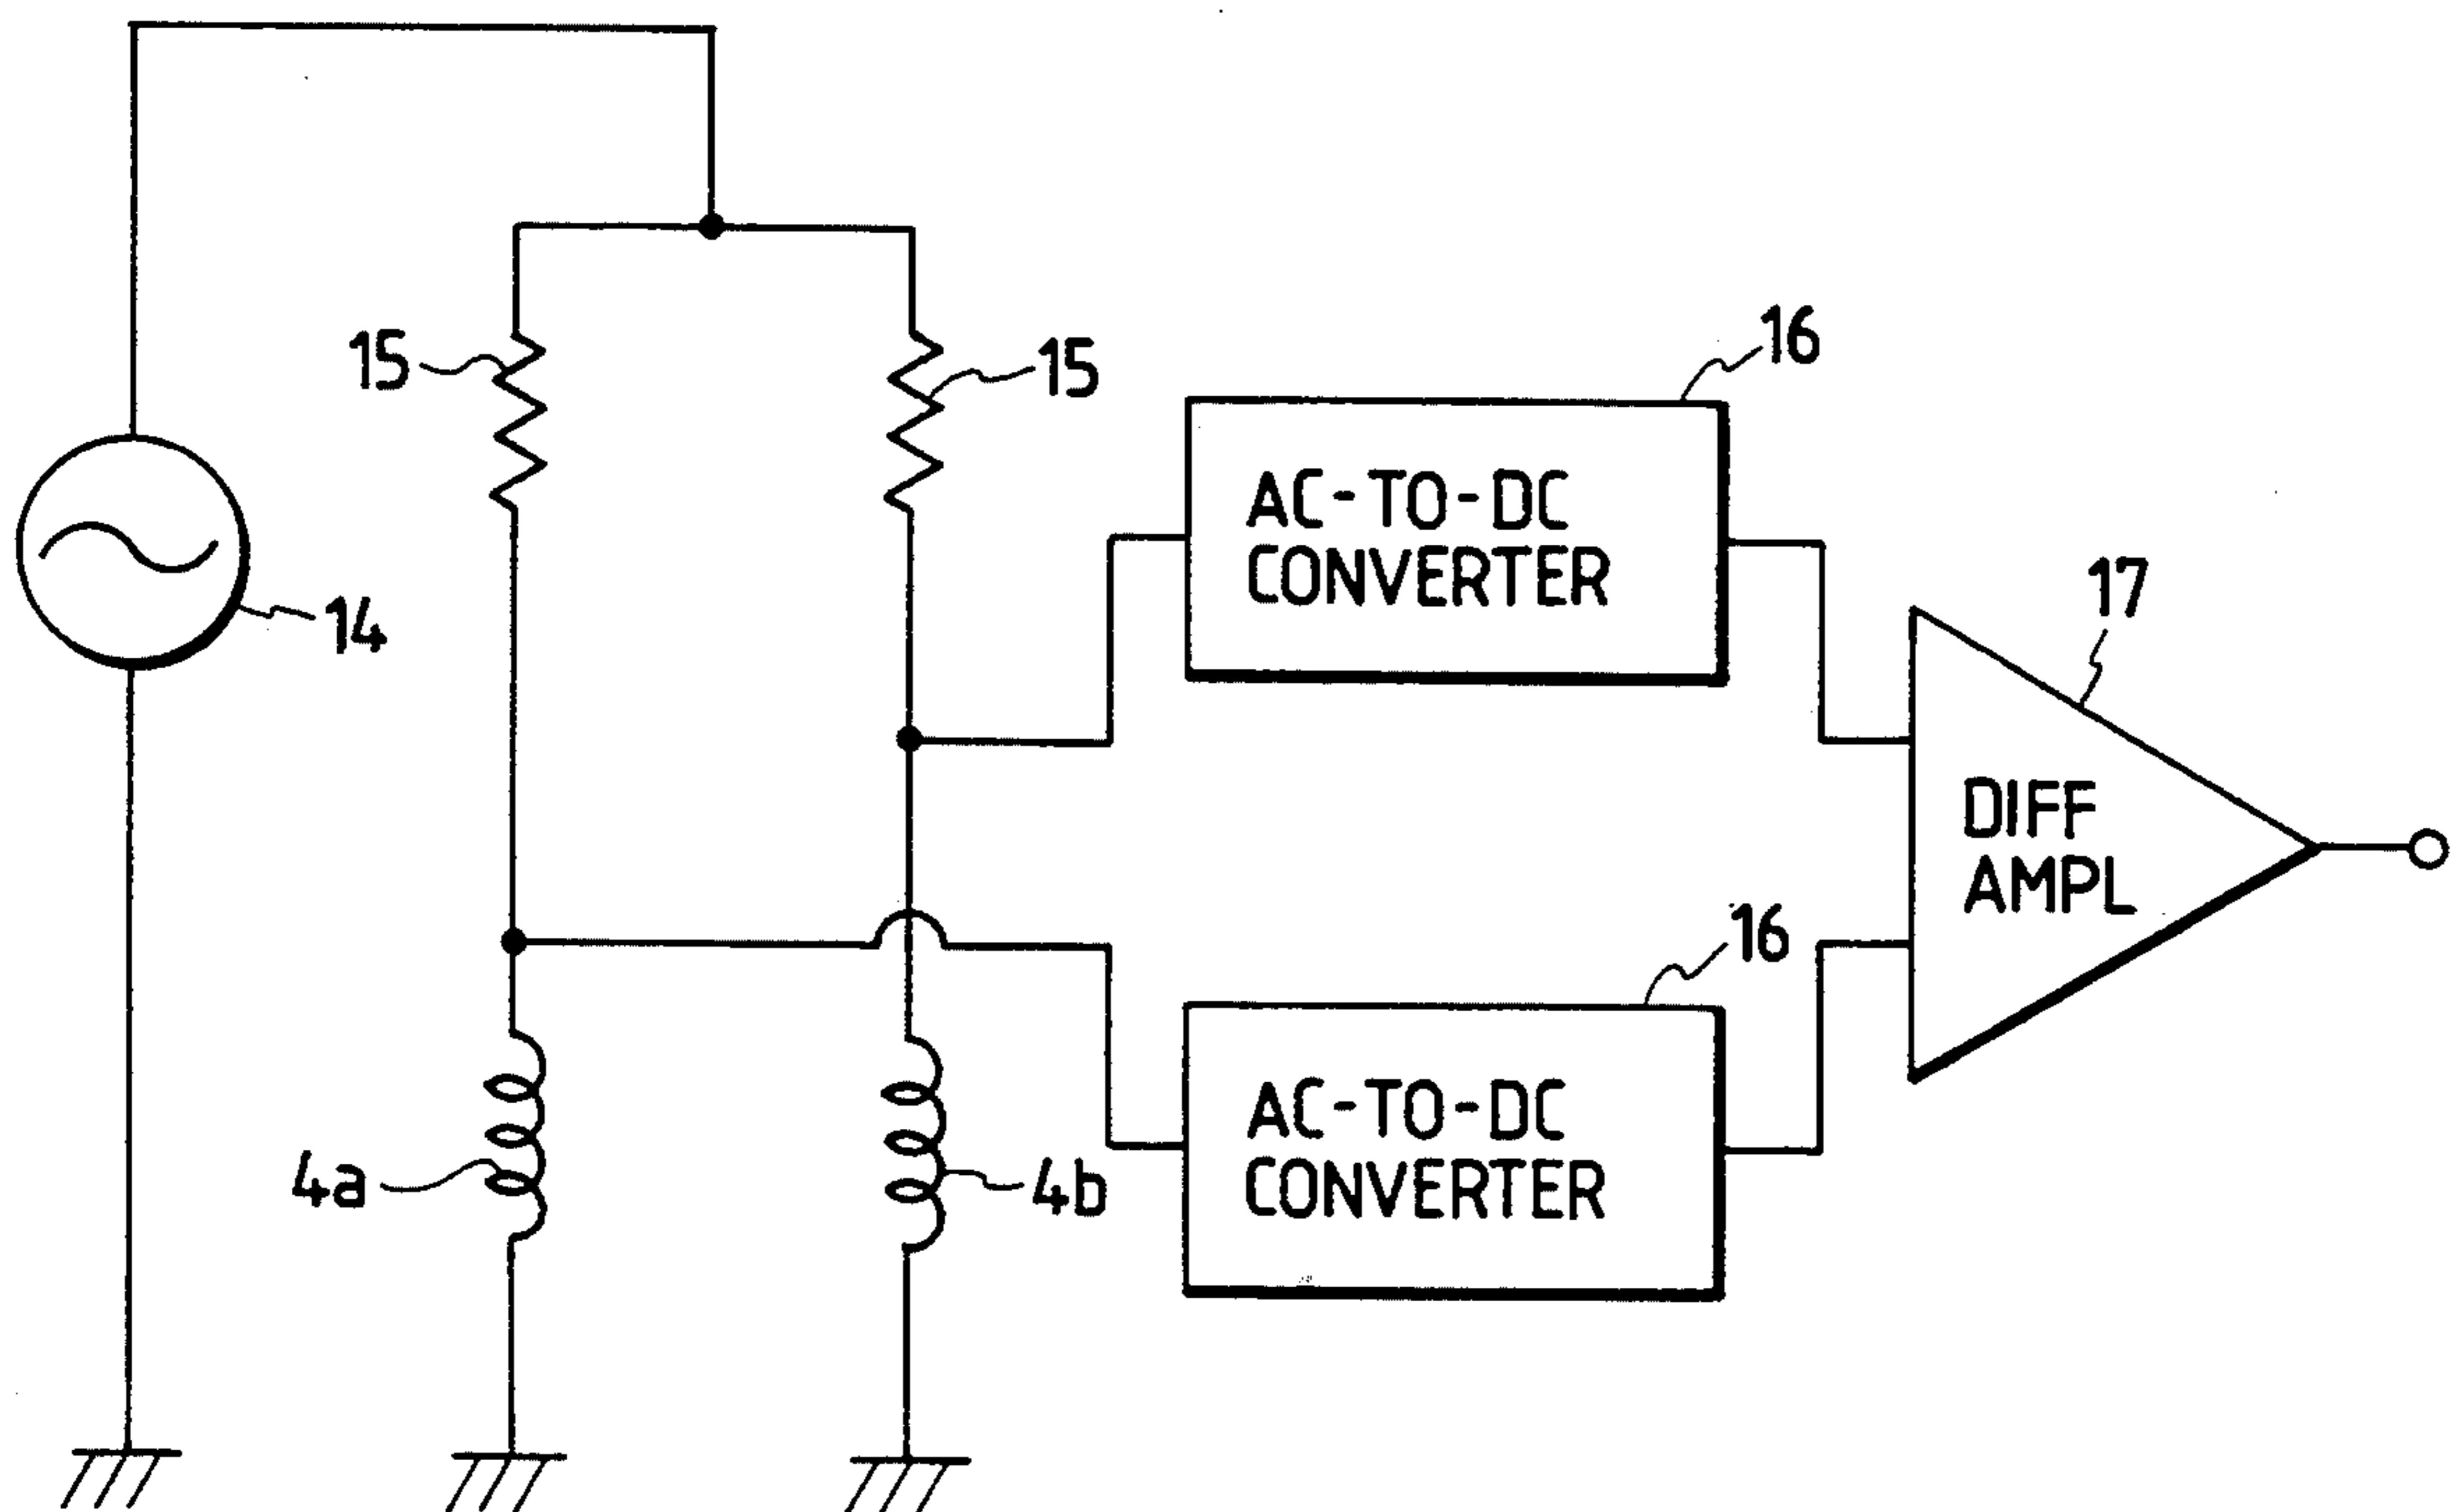 15
15
16
AC-TO-DC
CONVERTER
14
17
DIFF
AMPL
16
AC-TO-DC
CONVERTER
4a
4b